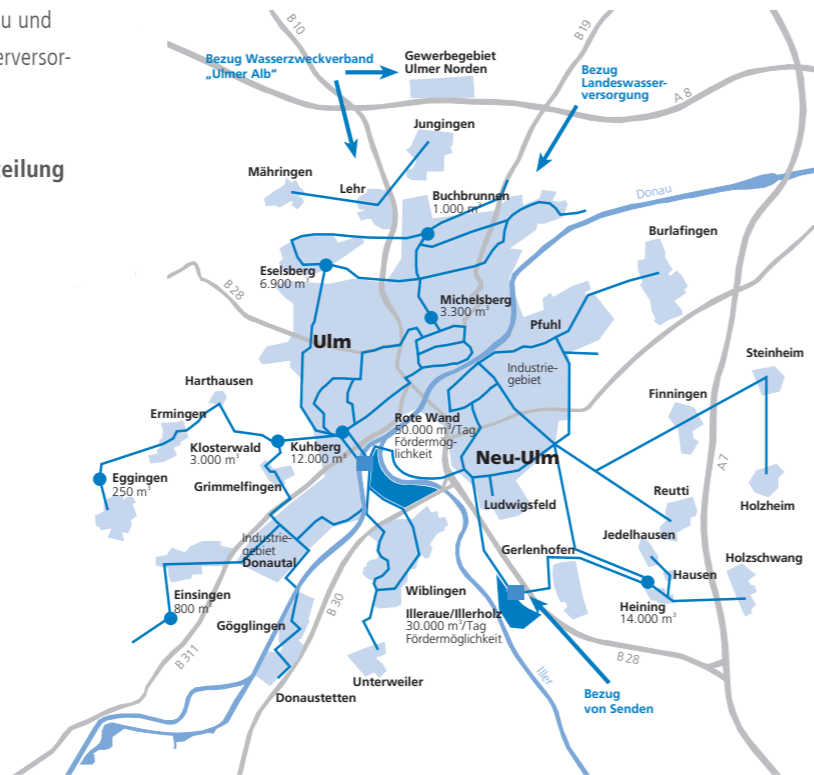 u und
erversor-
eilung
B 10
B 19
Bezug Wasserzweckverband
„Ulmer Alb“
Gewerbegebiet
Ulmer Norden
Bezug
Landeswasser-
versorgung
A 8
Jungingen
Mähringen
Lehr
Buchbrunnen
1.000 m³
Donau
Burlafingen
Eselsberg
6.900 m³
B 28
Michelsberg
3.300 m³
Pfuhl
Ulm
Industrie-
gebiet
Steinheim
Harthausen
Finningen
Ermingen
Rote Wand
50.000 m³/Tag
Fördermög-
lichkeit
Klosterwald
3.000 m³
Kuhberg
12.000 m³
Neu-Ulm
A 7
Eggingen
250 m³
Grimmelfingen
Reutti
Ludwigsfeld
Holzheim
Industrie-
gebiet
Donautal
Gerlenhofen
Jedelhausen
Holzschwang
Hausen
Einsingen
800 m³
Wiblingen
Heining
14.000 m³
B 30
Illeraue/Illerholz
30.000 m³/Tag
Fördermöglichkeit
Gögglingen
B 311
B 28
Iller
Unterweiler
Donaustetten
Bezug
von Senden